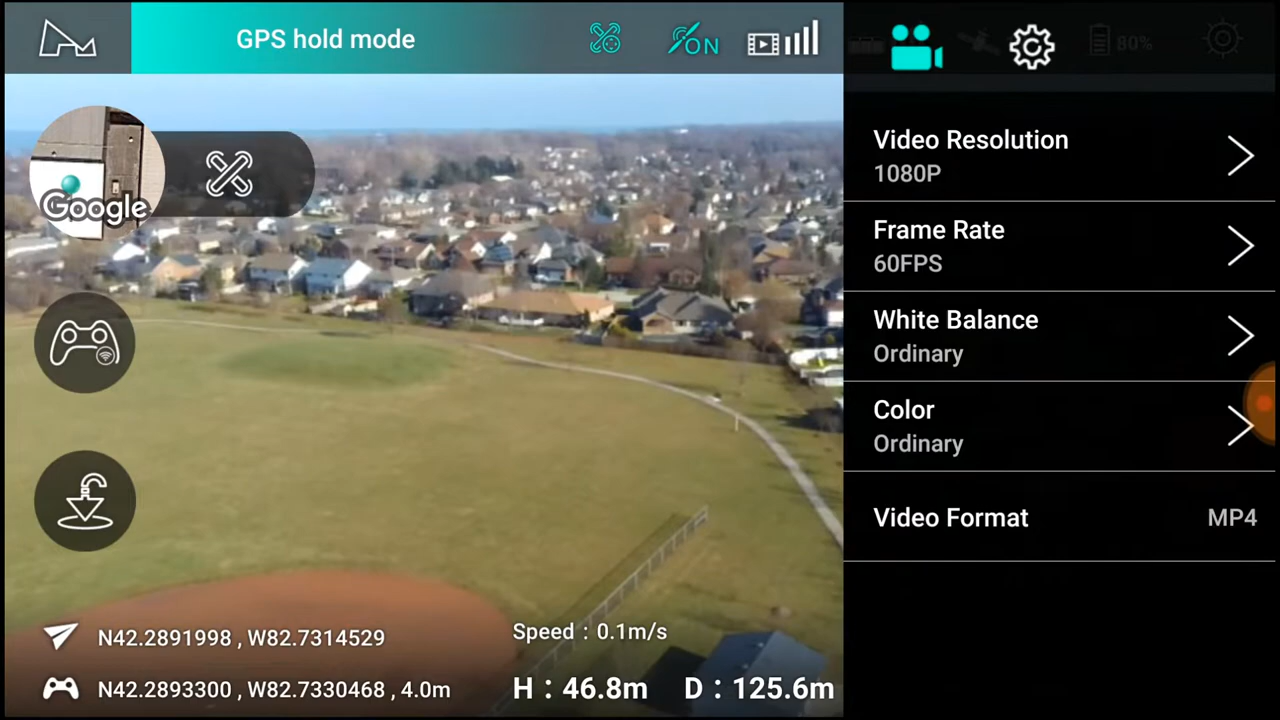 GPS hold mode
ON
80%
Google
Video Resolution
1080P
Frame Rate
60FPS
White Balance
Ordinary
Color
Ordinary
Video Format
MP4
N42.2891998 , W82.7314529
Speed : 0.1m/s
N42.2893300 , W82.7330468 , 4.0m
H : 46.8m
D : 125.6m